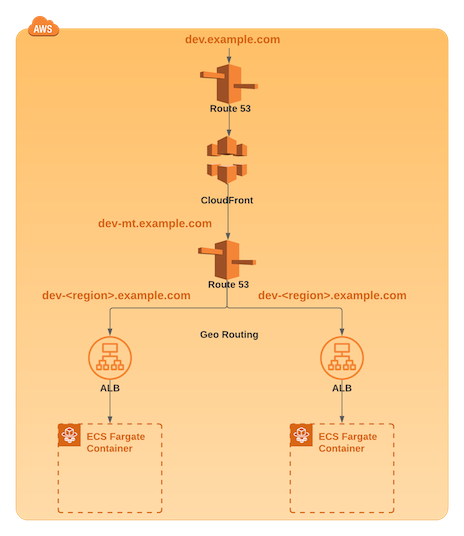 AWS
dev.example.com
Route 53
CloudFront
dev-mt.example.com
Route 53
dev-<region>.example.com
dev-<region>.example.com
Geo Routing
ALB
ALB
ECS Fargate
Container
ECS Fargate
Container